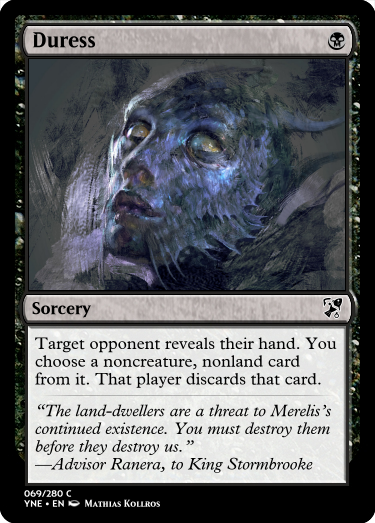 Duress
Sorcery
Target opponent reveals their hand. You
choose a noncreature, nonland card
from it. That player discards that card.
“The land-dwellers are a threat to Merelis’s
continued existence. You must destroy them
before they destroy us.”
—Advisor Ranera, to King Stormbrooke
069/280 C
YNE • EN Mathias Kollros